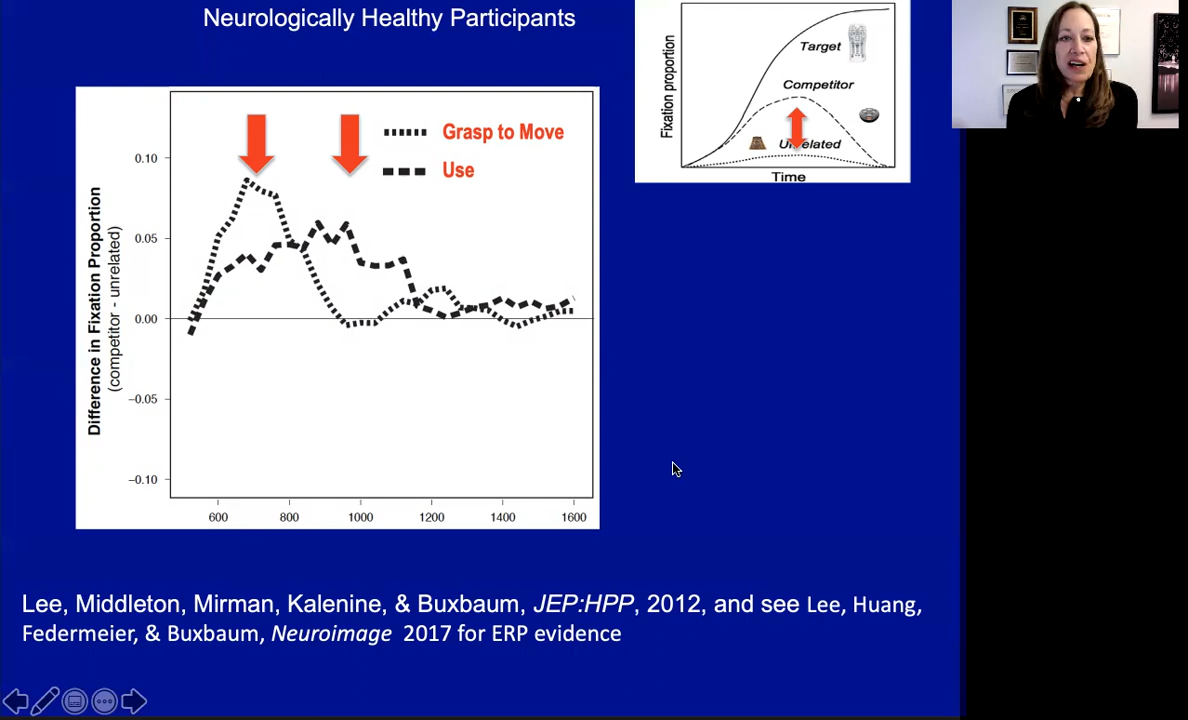 Neurologically Healthy Participants
Grasp to Move
Use
Difference in Fixation Proportion
(competitor - unrelated)
0.10
0.05
0.00
−0.05
−0.10
600 800 1000 1200 1400 1600
Fixation proportion
Target
Competitor
Time
Lee, Middleton, Mirman, Kalenine, & Buxbaum, JEP:HPP, 2012, and see Lee, Huang,
Federmeier, & Buxbaum, Neuroimage 2017 for ERP evidence